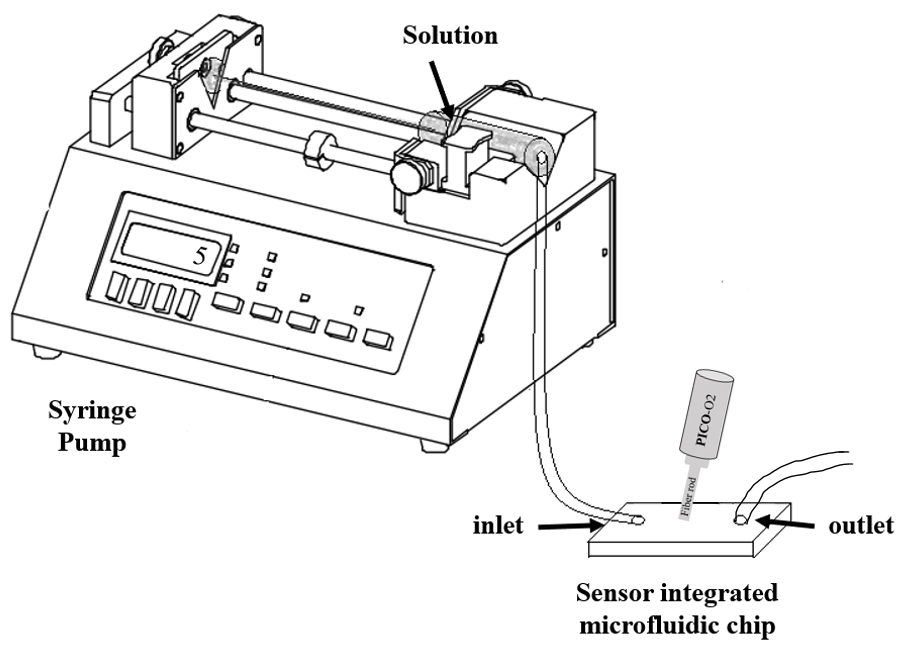 Solution
5
Syringe
Pump
PICO-O2
Fiber rod
inlet
outlet
Sensor integrated
microfluidic chip